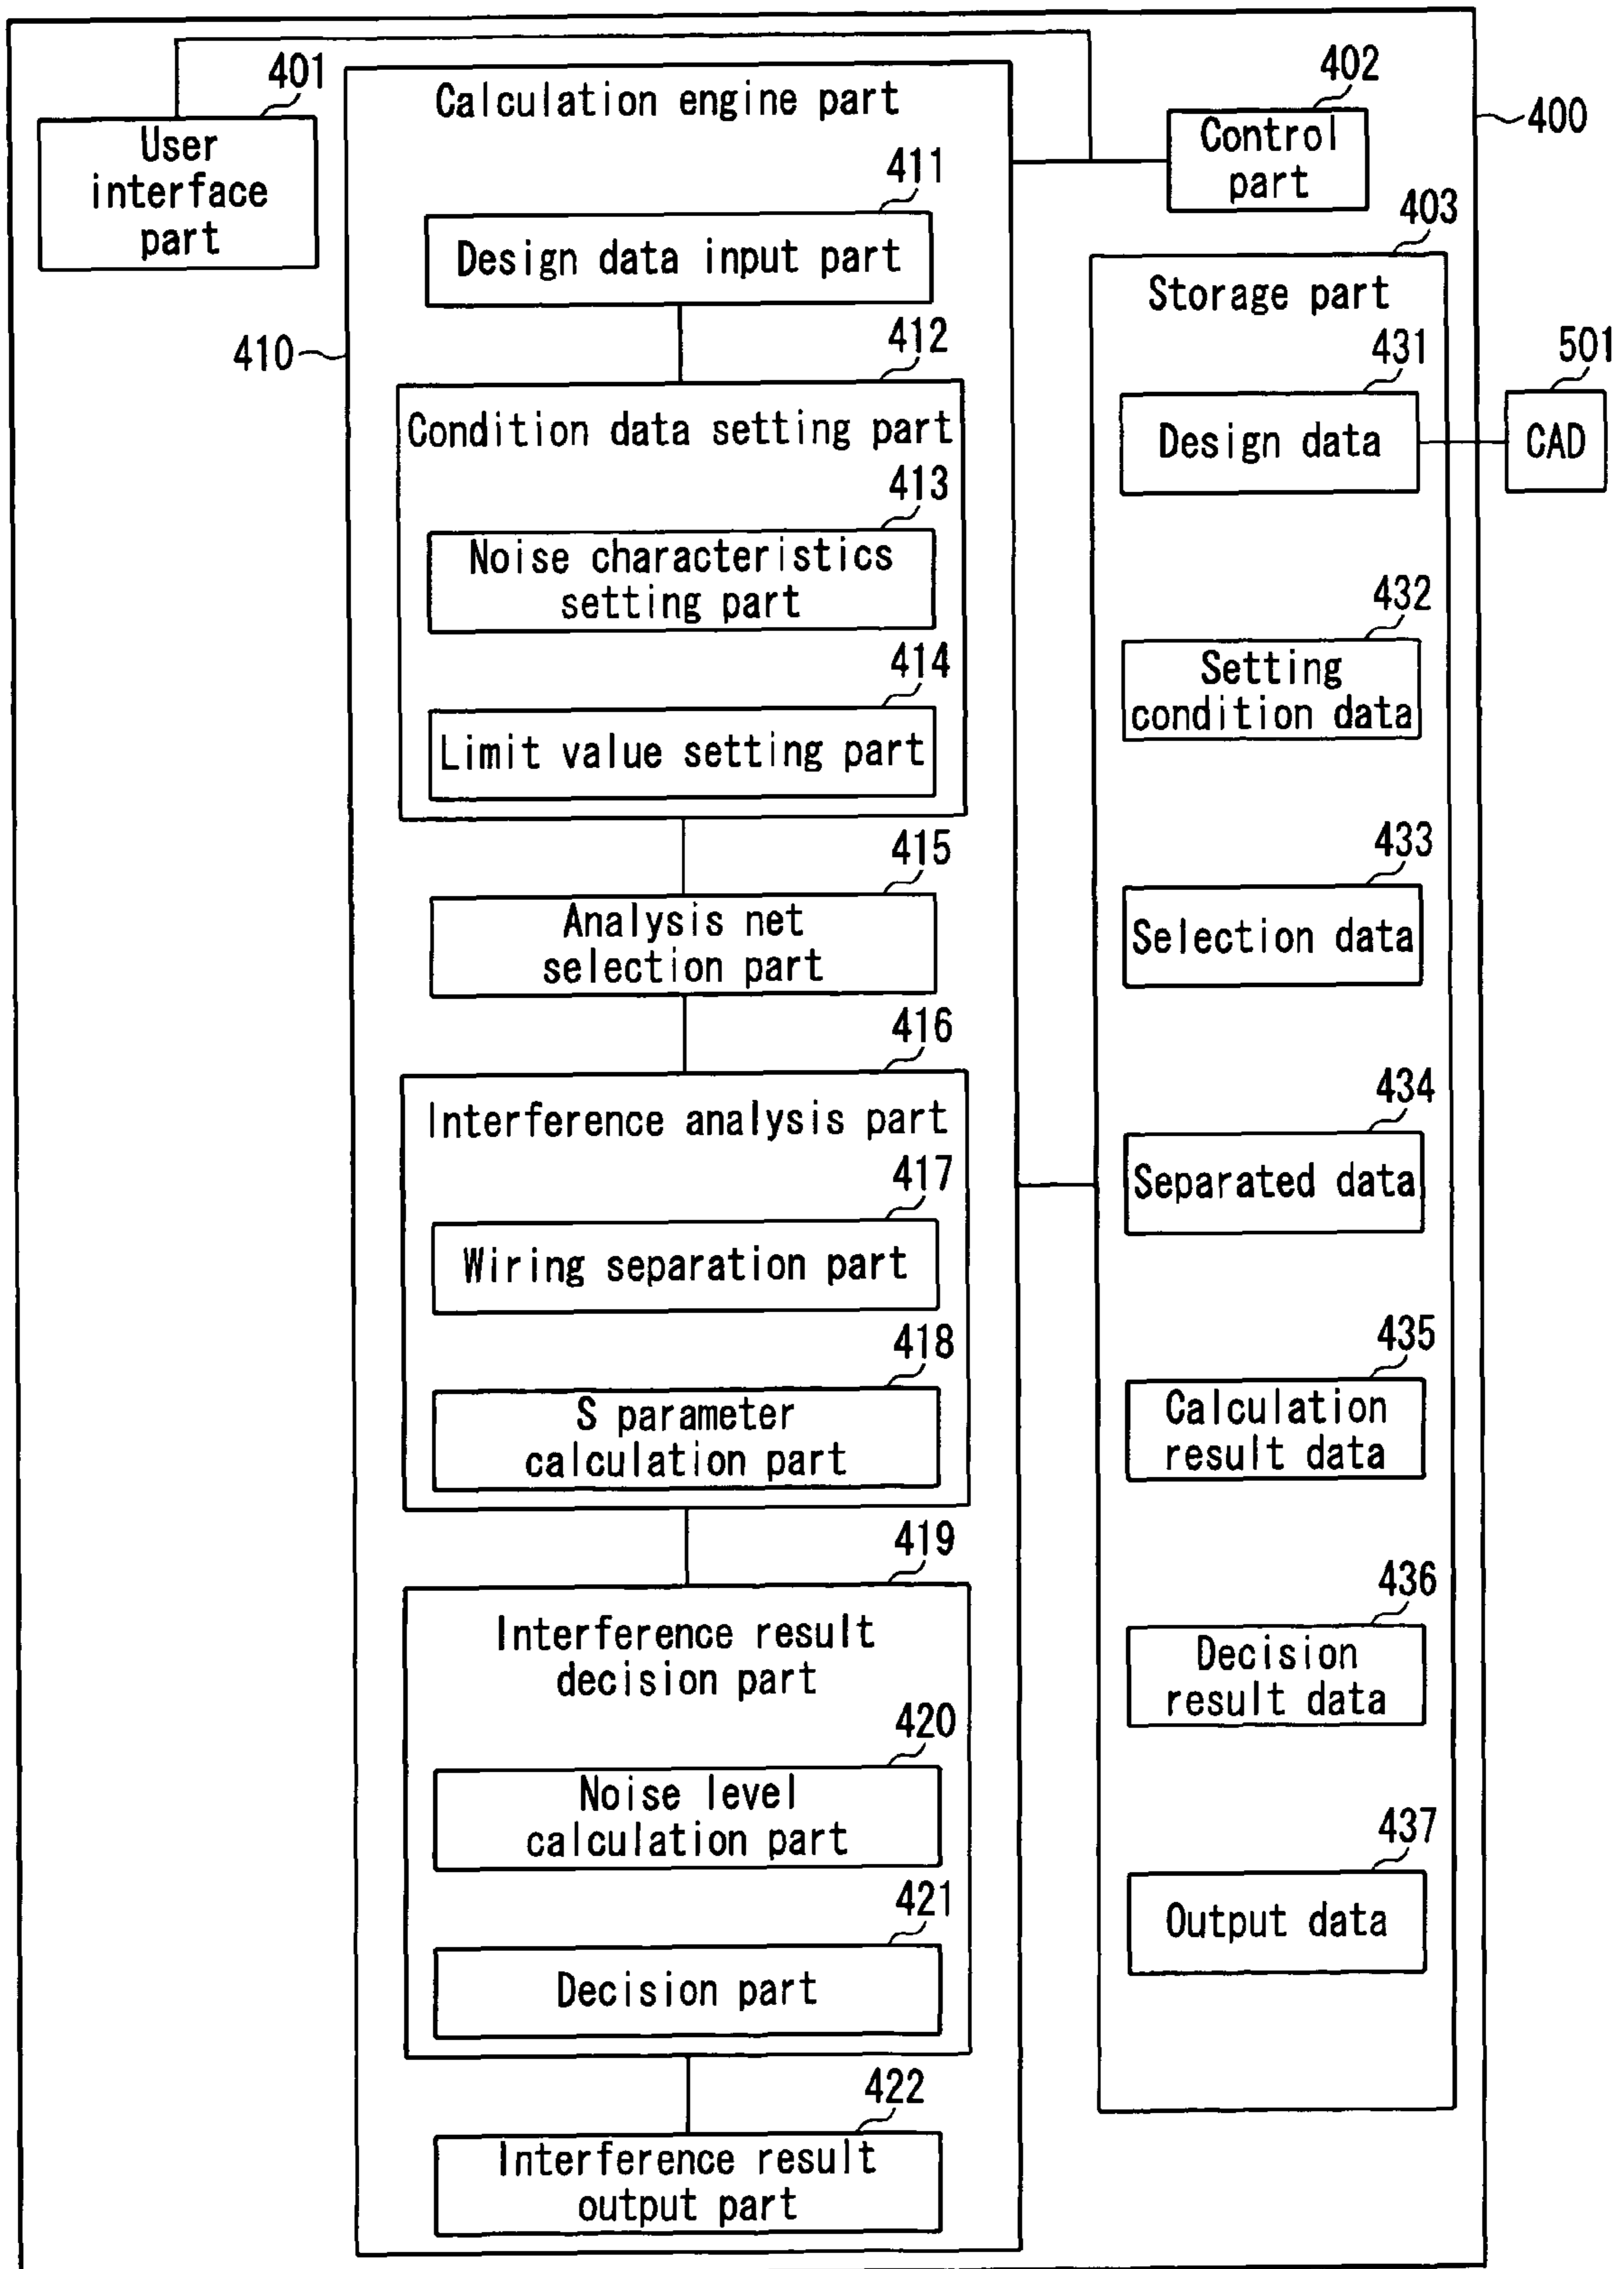 400
401
User
interface
part
402
Control
part
410
Calculation engine part
411
Design data input part
412
Condition data setting part
413
Noise characteristics
setting part
414
Limit value setting part
415
Analysis net
selection part
416
Interference analysis part
417
Wiring separation part
418
S parameter
calculation part
419
Interference result
decision part
420
Noise level
calculation part
421
Decision part
422
Interference result
output part
403
Storage part
431
Design data
432
Setting
condition data
433
Selection data
434
Separated data
435
Calculation
result data
436
Decision
result data
437
Output data
501
CAD